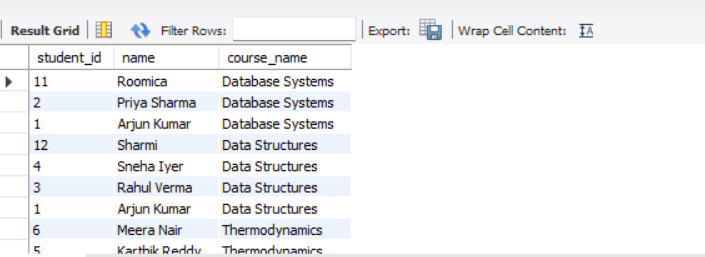 Result Grid Filter Rows: Export: Wrap Cell Content: IA
student_id name course_name
11 Roomica Database Systems
2 Priya Sharma Database Systems
1 Arjun Kumar Database Systems
12 Sharmi Data Structures
4 Sneha Iyer Data Structures
3 Rahul Verma Data Structures
1 Arjun Kumar Data Structures
6 Meera Nair Thermodynamics
5 Karthik Reddy Thermodynamics